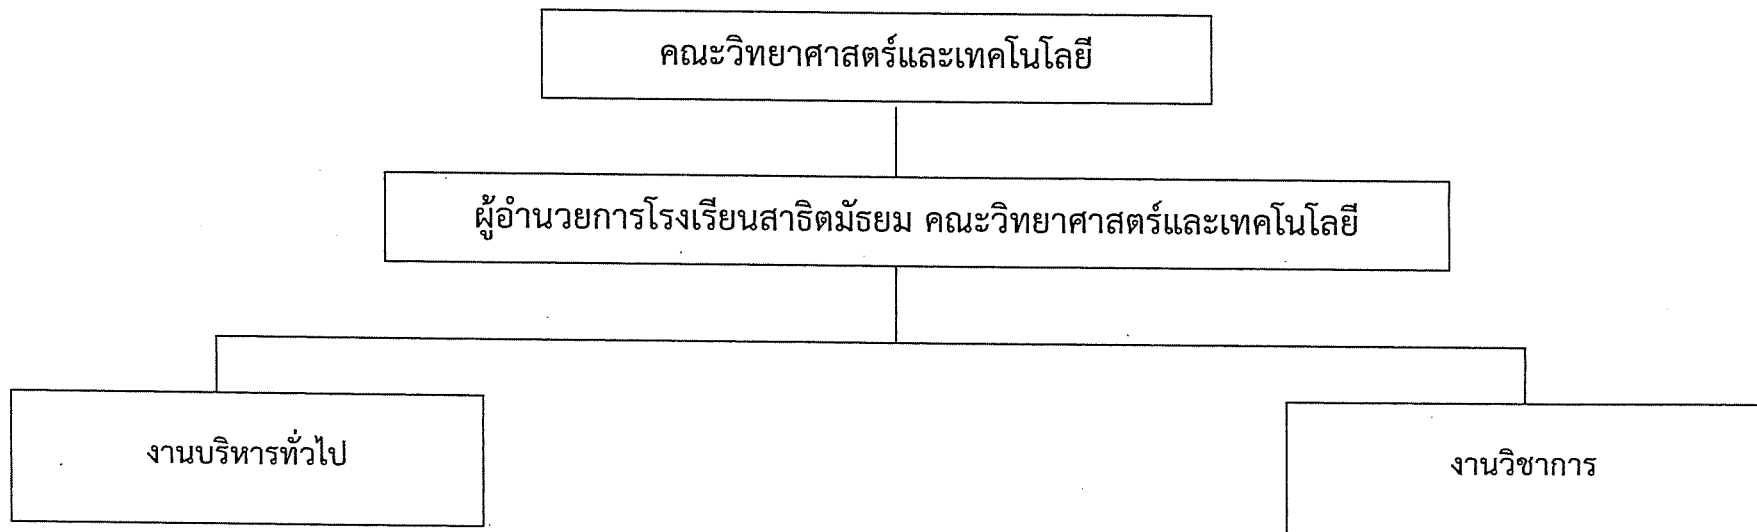 คณะวิทยาศาสตร์และเทคโนโลยี
ผู้อำนวยการโรงเรียนสาธิตมัธยม คณะวิทยาศาสตร์และเทคโนโลยี
งานบริหารทั่วไป
งานวิชาการ